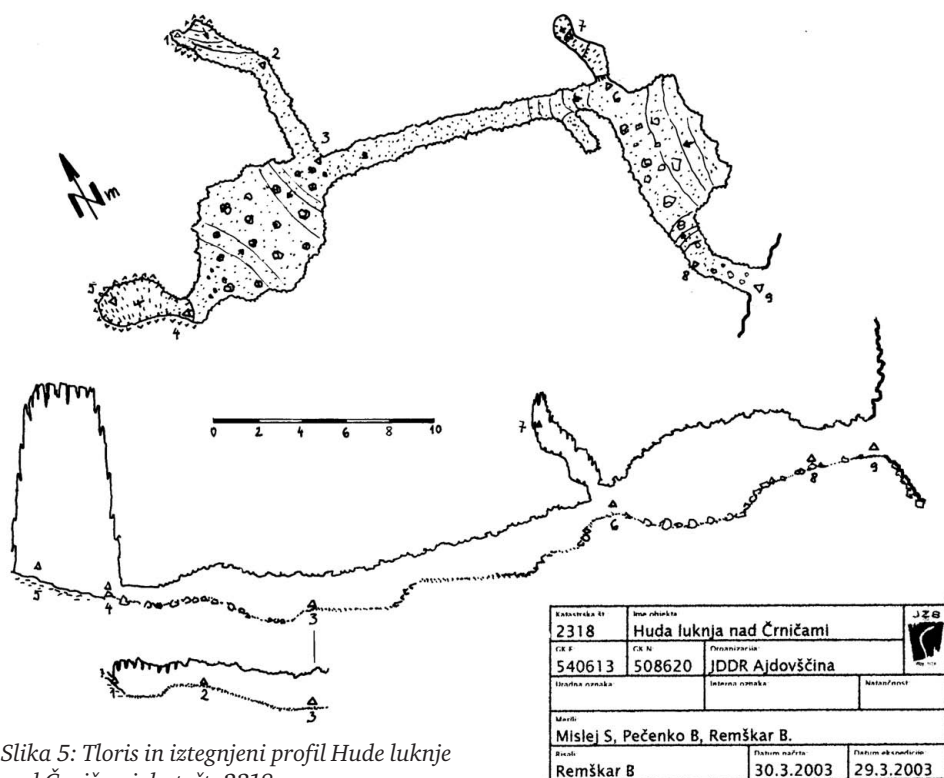 1
2
3
4
5
6
7
8
9
N m
0 2 4 6 8 10
7
6
8
9
5
4
3
1
2
3
Katastrska št. Ime objekta
2318 Huda luknja nad Črničami
JZS
GK E GK N Organizacija
540613 508620 JDDR Ajdovščina
Uradna oznaka Interna oznaka Natančnost
Merili
Mislej S, Pečenko B, Remškar B.
Risali Datum načrta Datum ekspedicije
Remškar B 30.3.2003 29.3.2003
Slika 5: Tloris in iztegnjeni profil Hude luknje